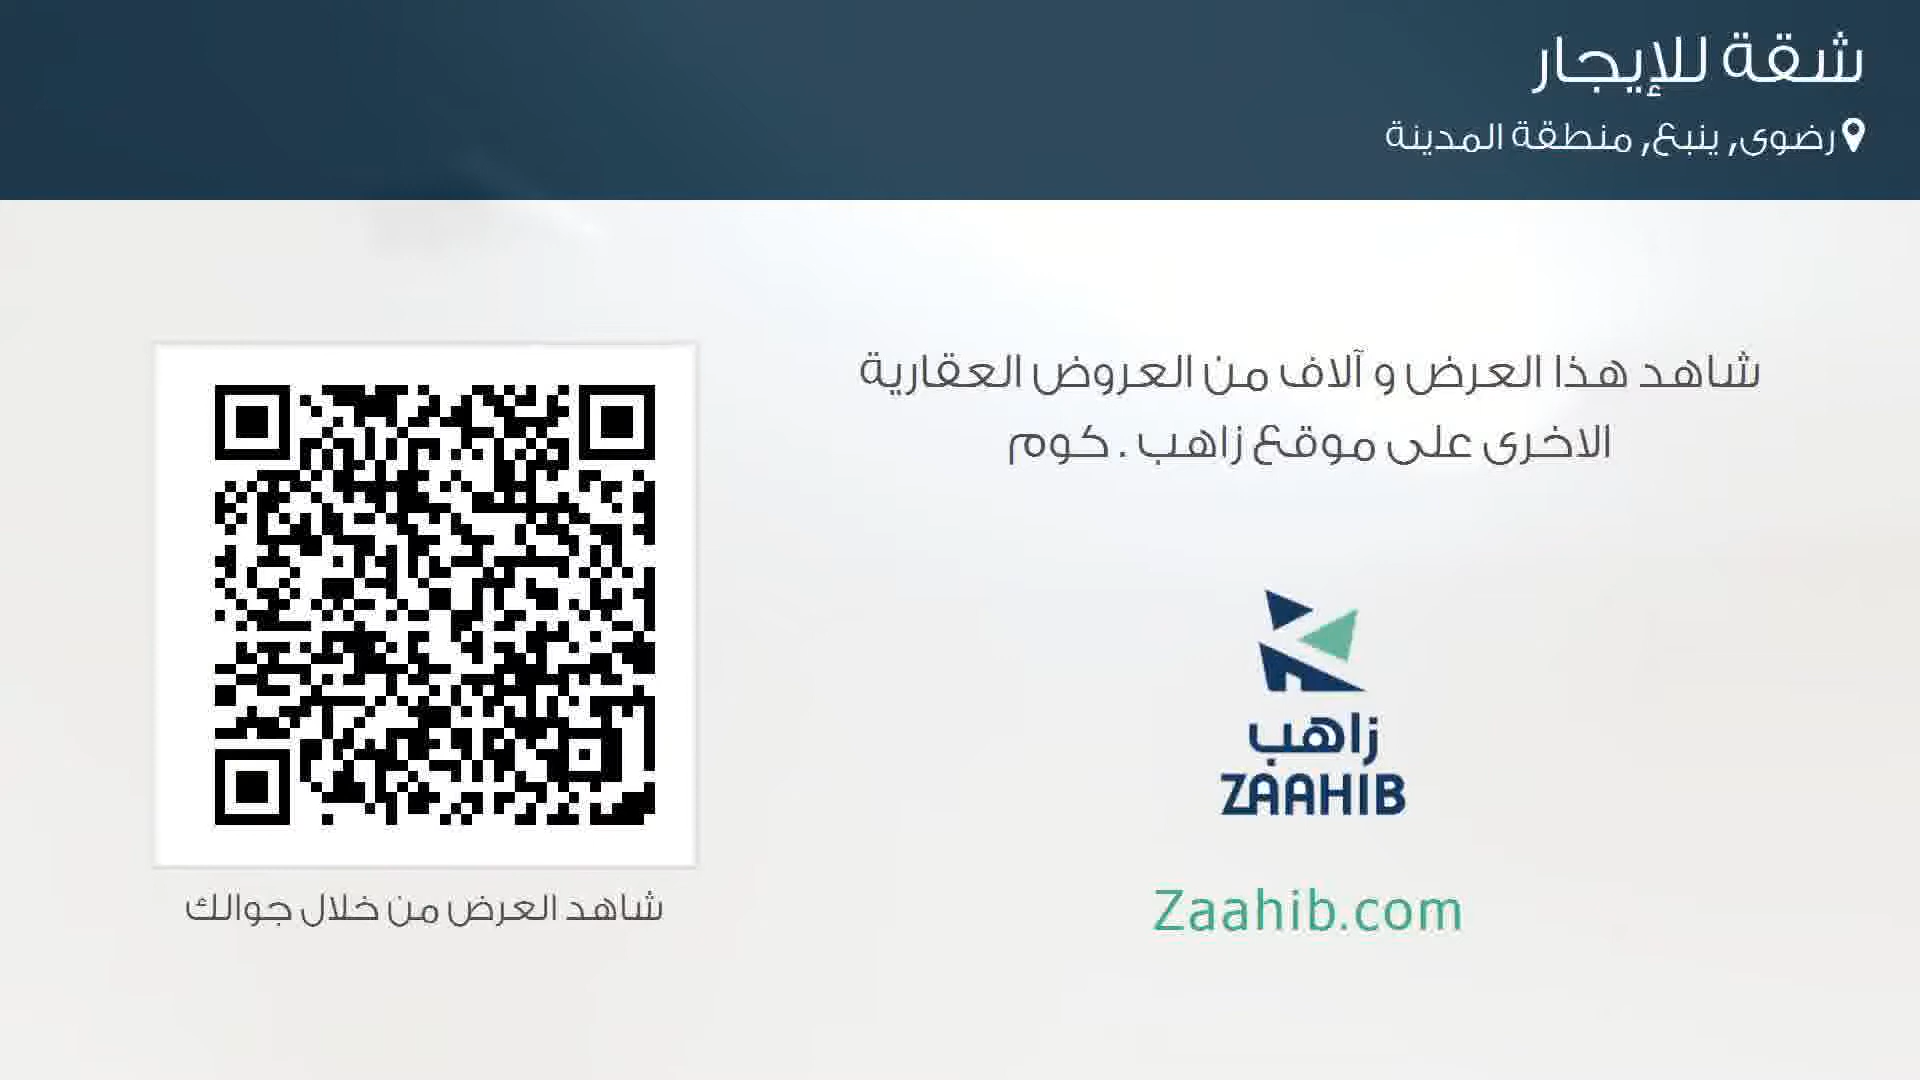 شقة للإيجار
رضوى, ينبع, منطقة المدينة
شاهد هذا العرض و آلاف من العروض العقارية
الاخرى على موقع زاهب . كوم
زاهب
ZAAHIB
Zaahib.com
شاهد العرض من خلال جوالك